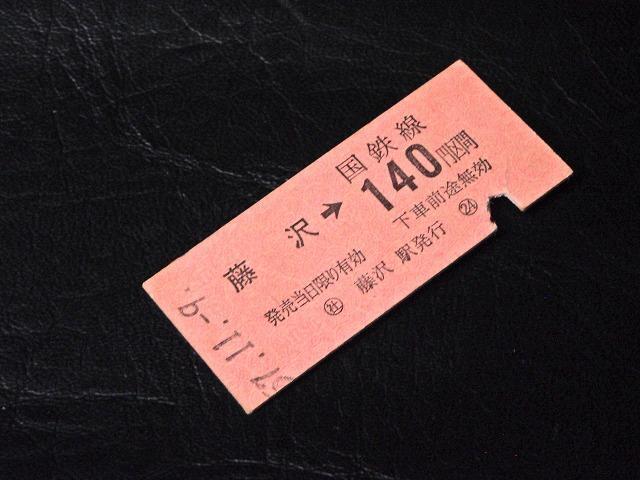 国鉄線
藤沢→140円区間
発売当日限り有効 下車前途無効
㊓ 藤沢駅発行 ㉔